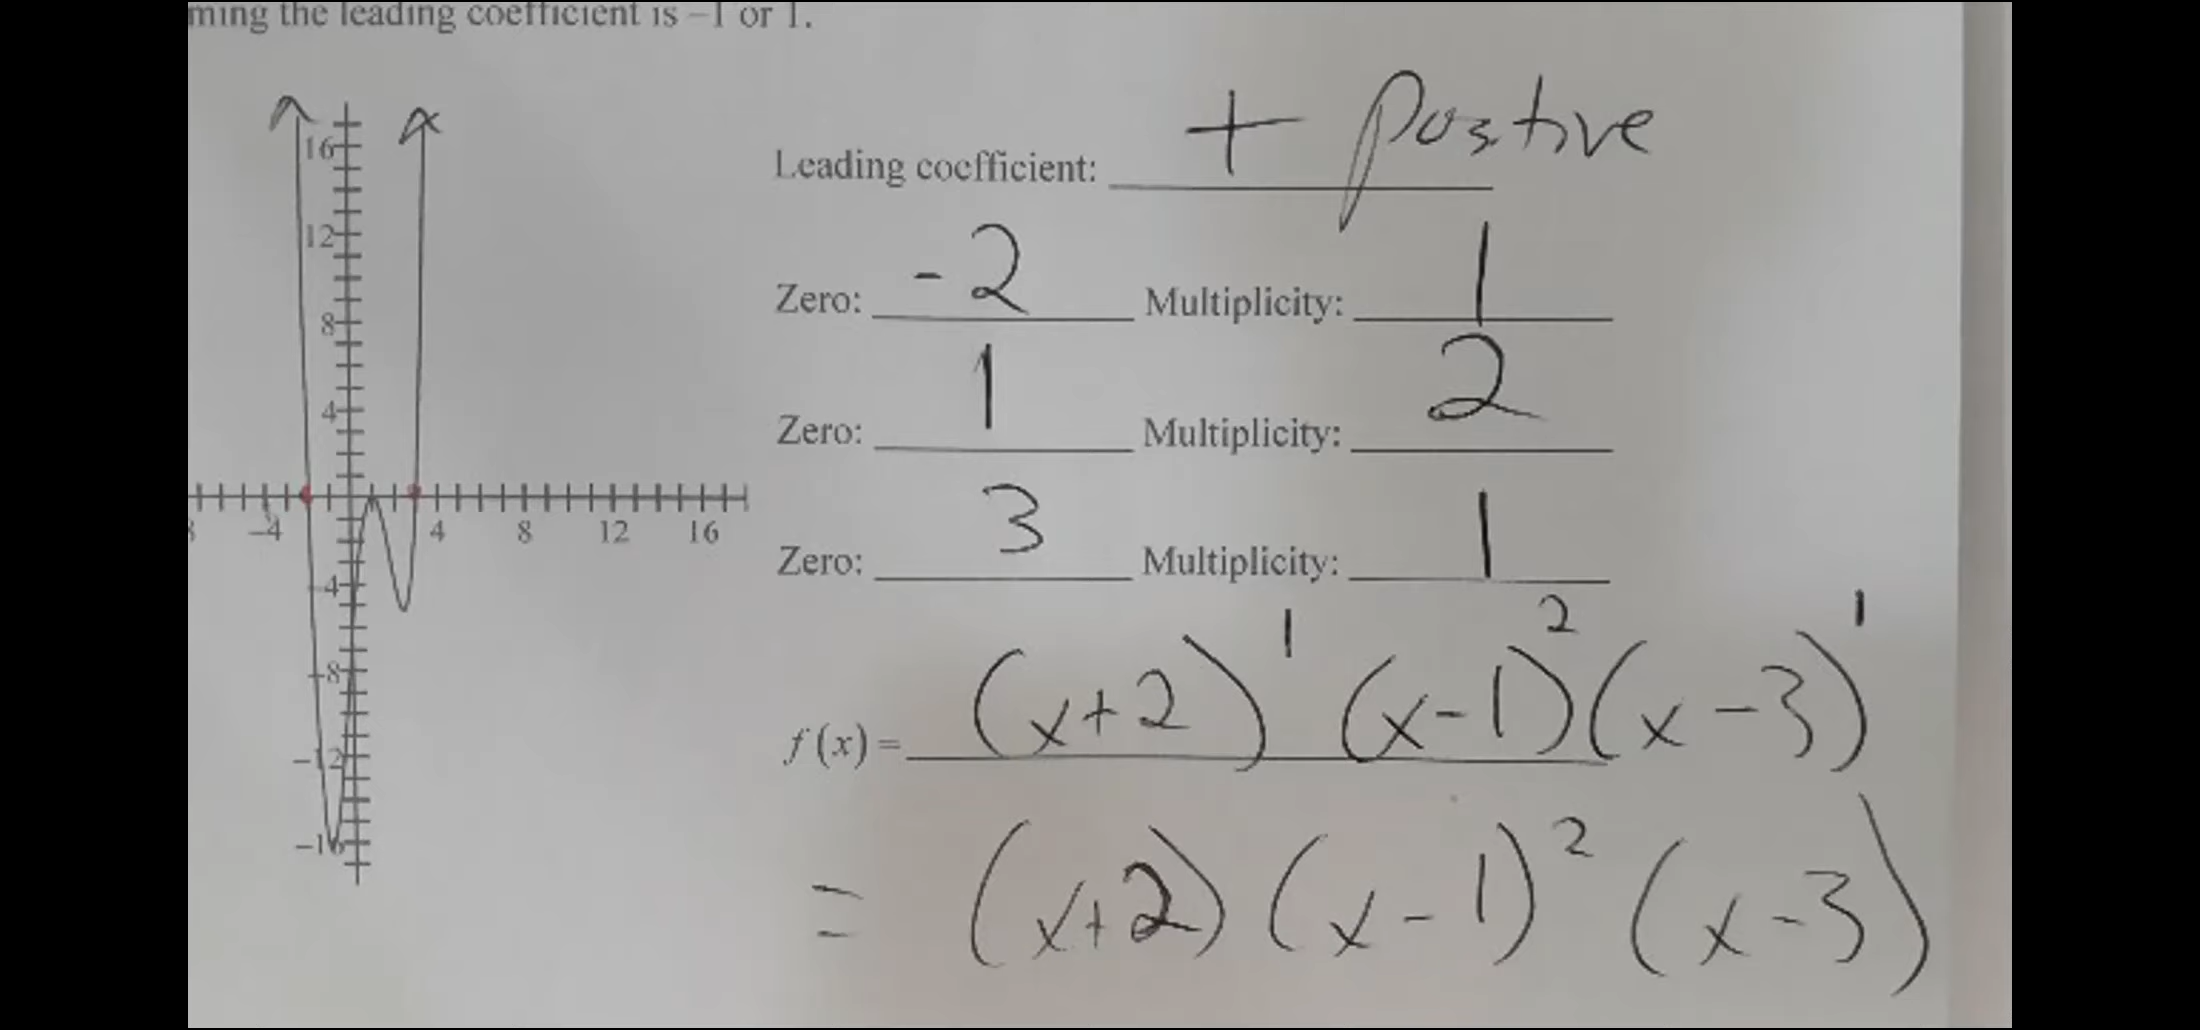 ming the leading coefficient is –1 or 1.
16
12
8
4
–4 4 8 12 16
–4
–8
–12
–16
Leading coefficient: + positive
Zero: -2 Multiplicity: 1
Zero: 1 Multiplicity: 2
Zero: 3 Multiplicity: 1
f(x) = (x+2)¹ (x-1)² (x-3)¹
= (x+2) (x-1)² (x-3)